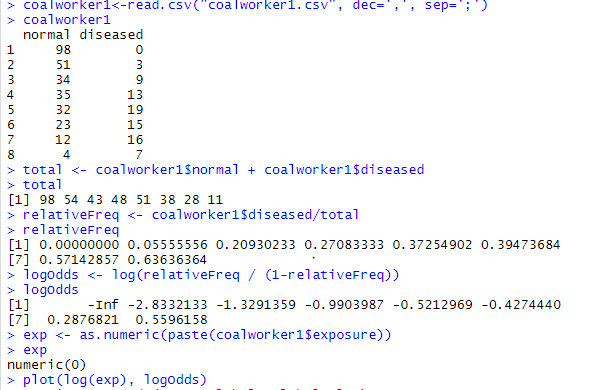 > coalworker1<-read.csv("coalworker1.csv", dec=',', sep=';')
> coalworker1
  normal diseased
1     98        0
2     51        3
3     34        9
4     35       13
5     32       19
6     23       15
7     12       16
8      4        7
> total <- coalworker1$normal + coalworker1$diseased
> total
[1] 98 54 43 48 51 38 28 11
> relativeFreq <- coalworker1$diseased/total
> relativeFreq
[1] 0.00000000 0.05555556 0.20930233 0.27083333 0.37254902 0.39473684
[7] 0.57142857 0.63636364
> logOdds <- log(relativeFreq / (1-relativeFreq))
> logOdds
[1]       -Inf -2.8332133 -1.3291359 -0.9903987 -0.5212969 -0.4274440
[7]  0.2876821  0.5596158
> exp <- as.numeric(paste(coalworker1$exposure))
> exp
numeric(0)
> plot(log(exp), logOdds)